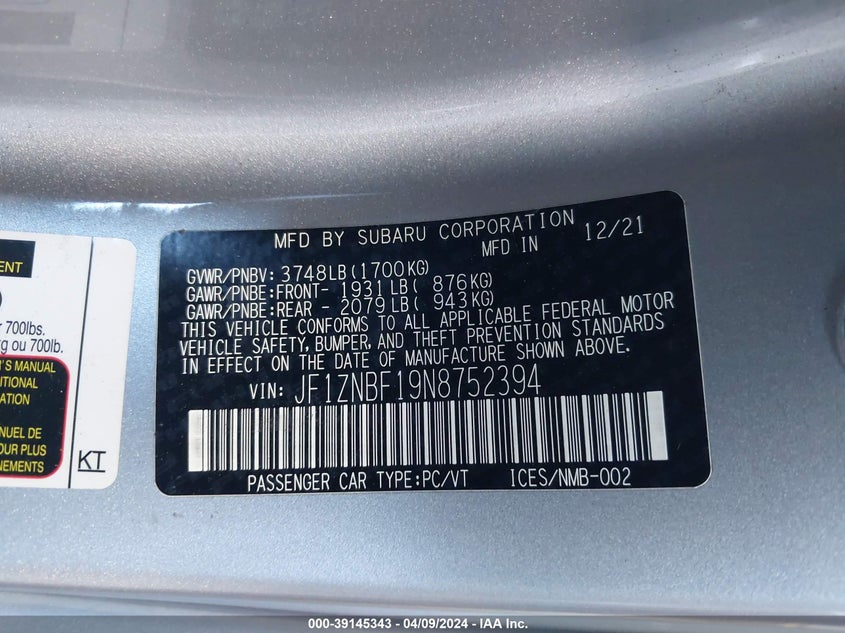 MFD BY SUBARU CORPORATION
MFD IN 12/21
GVWR/PNBV: 3748LB(1700KG)
GAWR/PNBE:FRONT- 1931LB( 876KG)
GAWR/PNBE:REAR - 2079LB( 943KG)
THIS VEHICLE CONFORMS TO ALL APPLICABLE FEDERAL MOTOR
VEHICLE SAFETY, BUMPER, AND THEFT PREVENTION STANDARDS
IN EFFECT ON THE DATE OF MANUFACTURE SHOWN ABOVE.
VIN: JF1ZNBF19N8752394
PASSENGER CAR TYPE:PC/VT ICES/NMB-002
700lbs.
kg ou 700lb.
'S MANUAL
KT
000-39145343 - 04/09/2024 - IAA Inc.